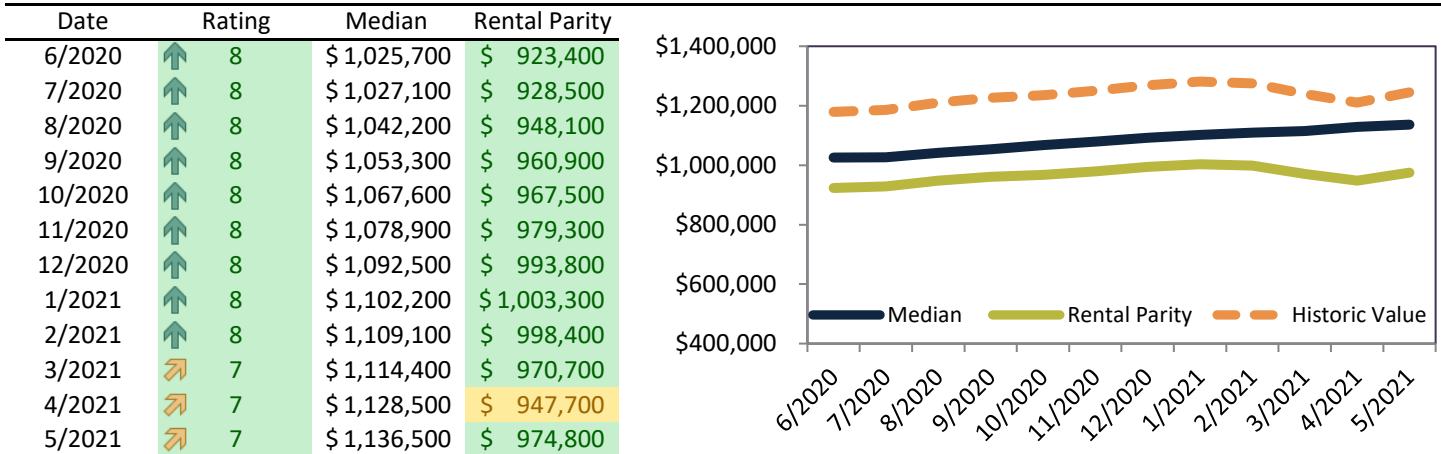 Date Rating Median Rental Parity
6/2020 8 $ 1,025,700 $ 923,400
7/2020 8 $ 1,027,100 $ 928,500
8/2020 8 $ 1,042,200 $ 948,100
9/2020 8 $ 1,053,300 $ 960,900
10/2020 8 $ 1,067,600 $ 967,500
11/2020 8 $ 1,078,900 $ 979,300
12/2020 8 $ 1,092,500 $ 993,800
1/2021 8 $ 1,102,200 $ 1,003,300
2/2021 8 $ 1,109,100 $ 998,400
3/2021 7 $ 1,114,400 $ 970,700
4/2021 7 $ 1,128,500 $ 947,700
5/2021 7 $ 1,136,500 $ 974,800
$1,400,000
$1,200,000
$1,000,000
$800,000
$600,000
$400,000
Median Rental Parity Historic Value
6/2020 7/2020 8/2020 9/2020 10/2020 11/2020 12/2020 1/2021 2/2021 3/2021 4/2021 5/2021